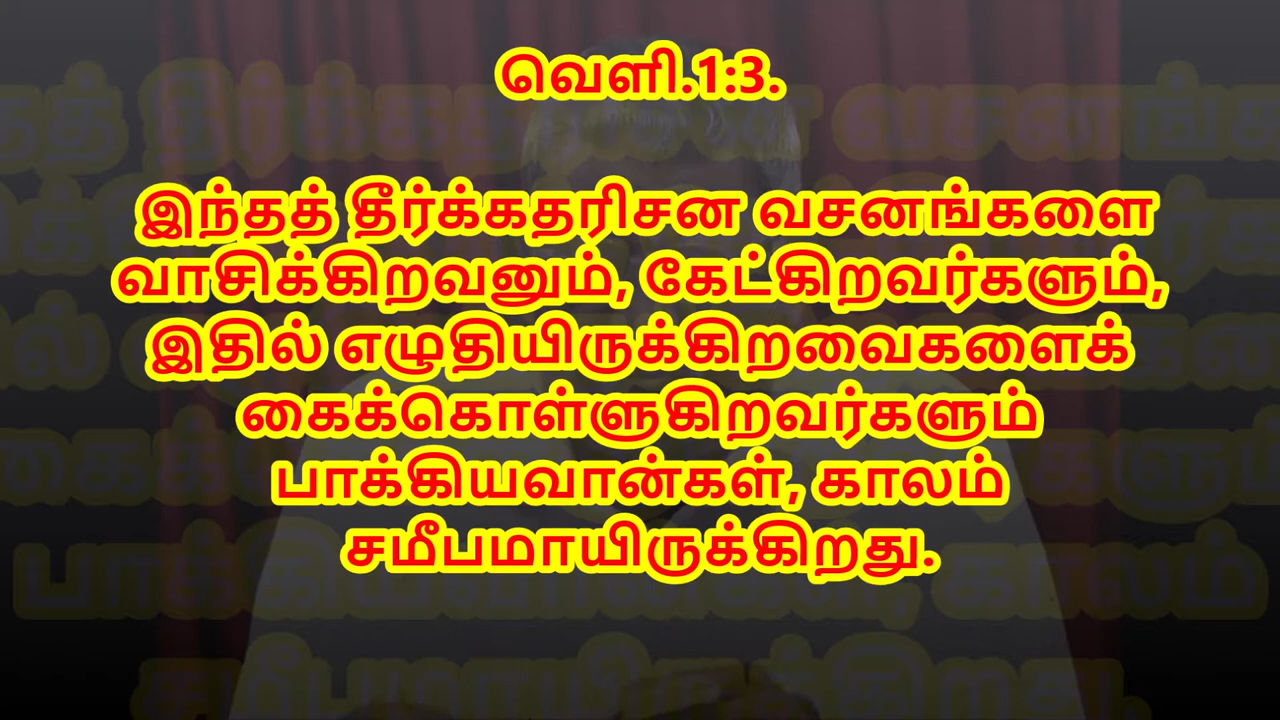 வெளி.1:3.
இந்தத் தீர்க்கதரிசன வசனங்களை
வாசிக்கிறவனும், கேட்கிறவர்களும்,
இதில் எழுதியிருக்கிறவைகளைக்
கைக்கொள்ளுகிறவர்களும்
பாக்கியவான்கள், காலம்
சமீபமாயிருக்கிறது.